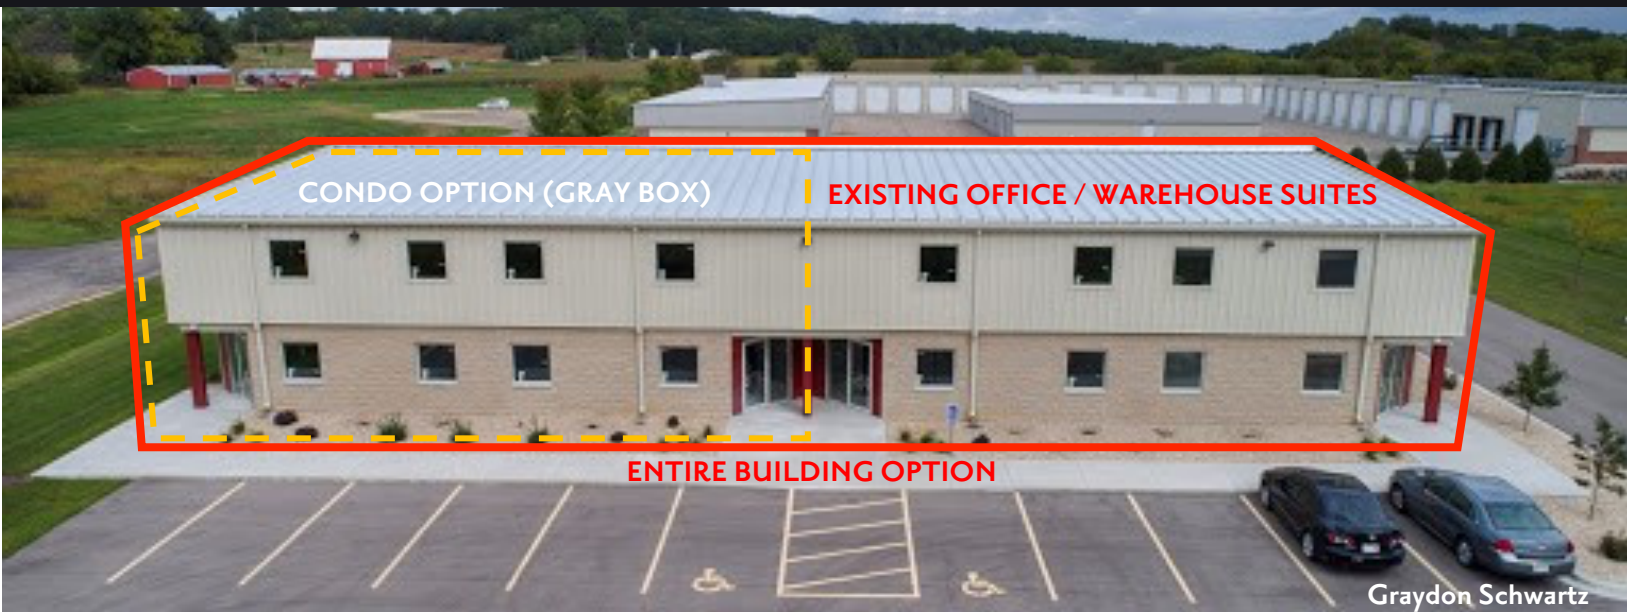 CONDO OPTION (GRAY BOX)
EXISTING OFFICE / WAREHOUSE SUITES
ENTIRE BUILDING OPTION
Graydon Schwartz